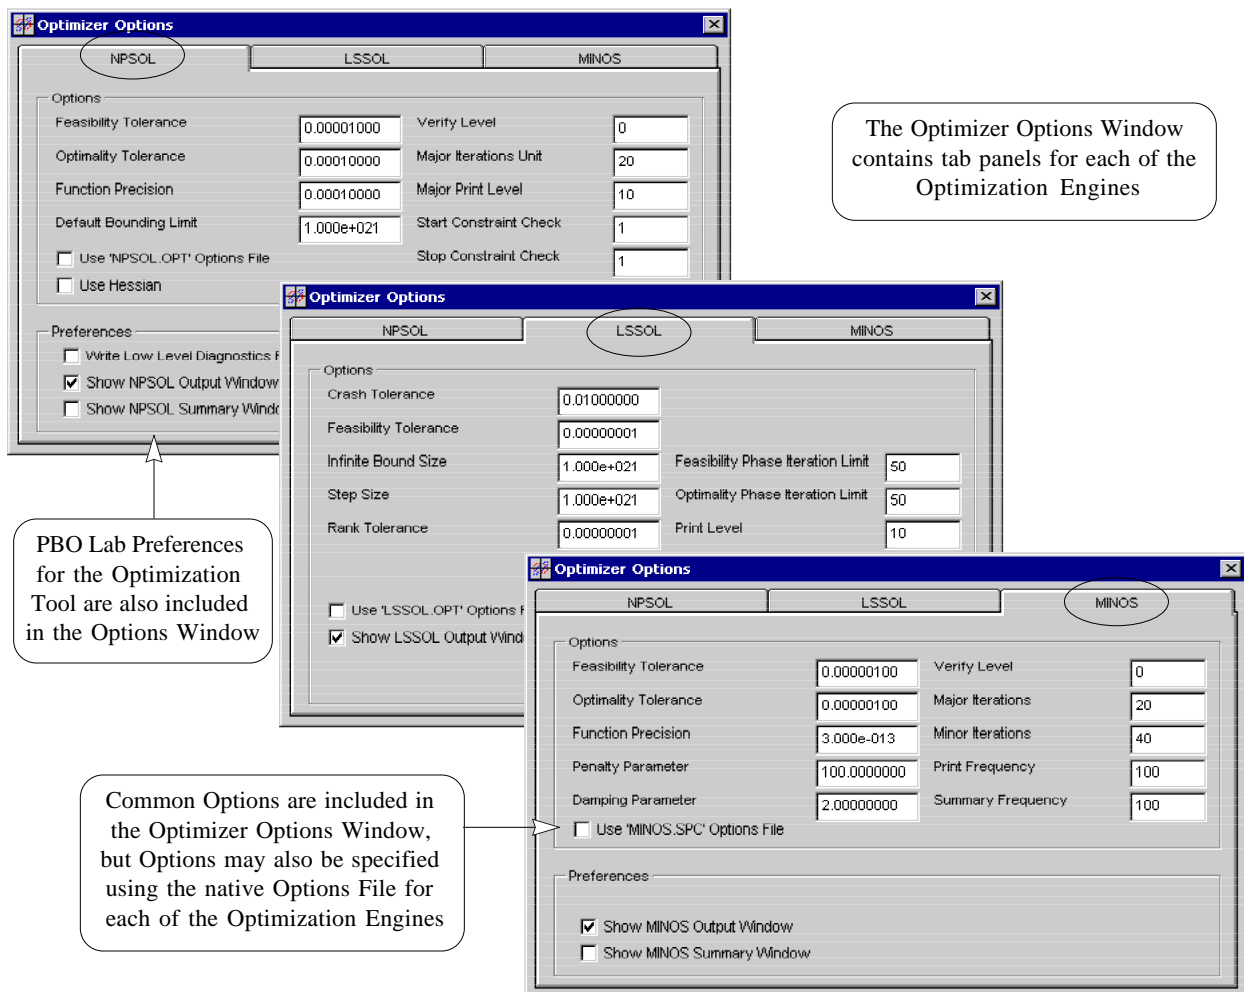 Optimizer Options
NPSOL LSSOL MINOS
Options
Feasibility Tolerance 0.00001000 Verify Level 0
Optimality Tolerance 0.00010000 Major Iterations Unit 20
Function Precision 0.00010000 Major Print Level 10
Default Bounding Limit 1.000e+021 Start Constraint Check 1
Use 'NPSOL.OPT' Options File Stop Constraint Check 1
Use Hessian
Preferences
Write Low Level Diagnostics F
Show NPSOL Output Window
Show NPSOL Summary Windo
The Optimizer Options Window
contains tab panels for each of the
Optimization Engines
Optimizer Options
NPSOL LSSOL MINOS
Options
Crash Tolerance 0.01000000
Feasibility Tolerance 0.00000001
Infinite Bound Size 1.000e+021 Feasibility Phase Iteration Limit 50
Step Size 1.000e+021 Optimality Phase Iteration Limit 50
Rank Tolerance 0.00000001 Print Level 10
Use 'LSSOL.OPT' Options F
Show LSSOL Output Wind
PBO Lab Preferences
for the Optimization
Tool are also included
in the Options Window
Optimizer Options
NPSOL LSSOL MINOS
Options
Feasibility Tolerance 0.00000100 Verify Level 0
Optimality Tolerance 0.00000100 Major Iterations 20
Function Precision 3.000e-013 Minor Iterations 40
Penalty Parameter 100.0000000 Print Frequency 100
Damping Parameter 2.00000000 Summary Frequency 100
Use 'MINOS.SPC' Options File
Preferences
Show MINOS Output Window
Show MINOS Summary Window
Common Options are included in
the Optimizer Options Window,
but Options may also be specified
using the native Options File for
each of the Optimization Engines